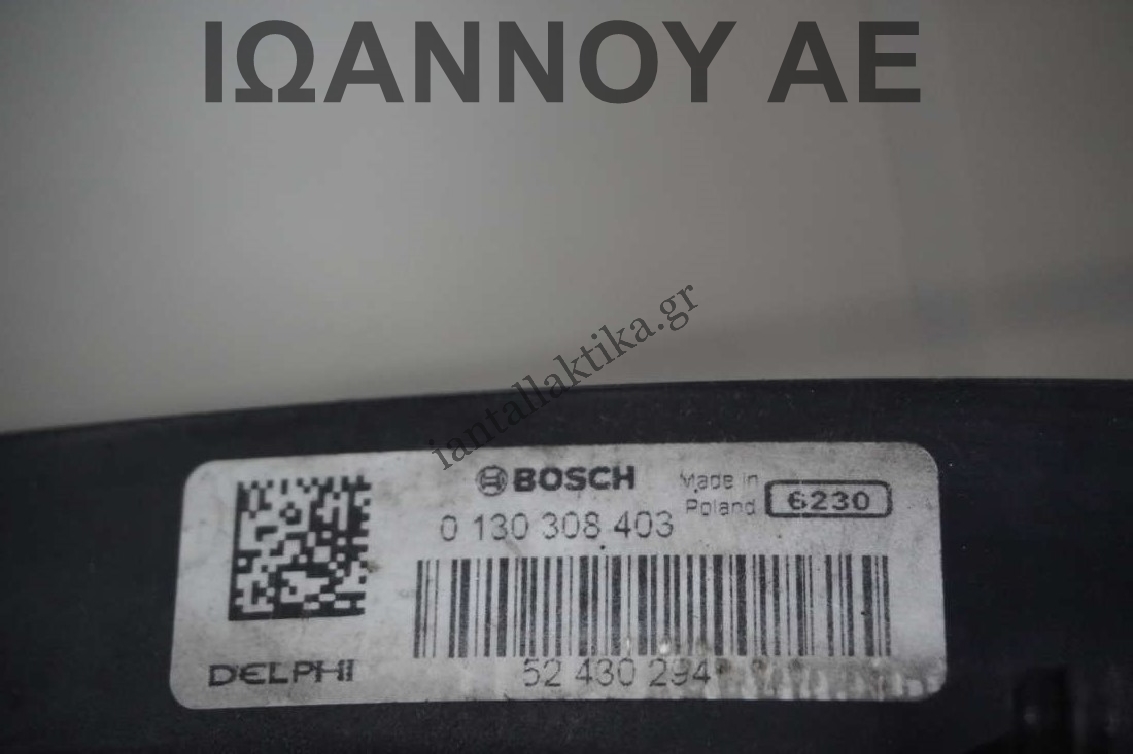 ΙΩΑΝΝΟΥ ΑΕ
iantallaktika.gr
BOSCH
Made in
Poland
6230
0 130 308 403
52 430 294
DELPHI